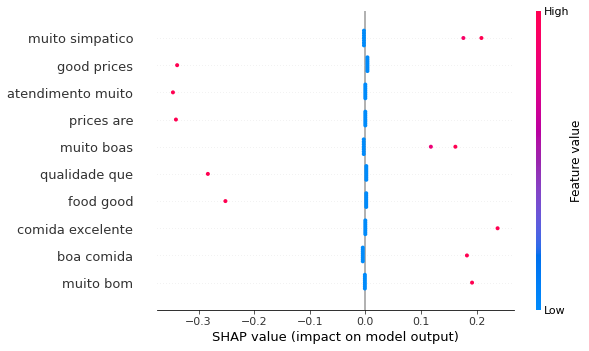 High
muito simpatico
good prices
atendimento muito
prices are
muito boas
qualidade que
food good
comida excelente
boa comida
muito bom
Feature value
Low
−0.3 −0.2 −0.1 0.0 0.1 0.2
SHAP value (impact on model output)